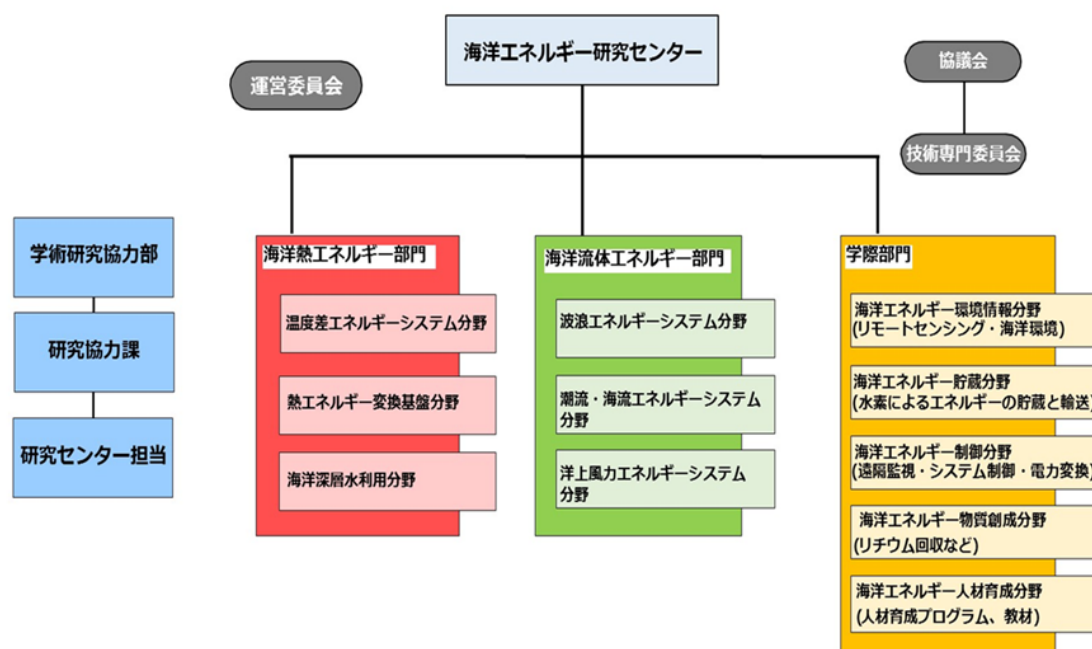 海洋エネルギー研究センター
運営委員会
協議会
技術専門委員会
学術研究協力部
研究協力課
研究センター担当
海洋熱エネルギー部門
温度差エネルギーシステム分野
熱エネルギー変換基盤分野
海洋深層水利用分野
海洋流体エネルギー部門
波浪エネルギーシステム分野
潮流・海流エネルギーシステム
分野
洋上風力エネルギーシステム
分野
学際部門
海洋エネルギー環境情報分野
(リモートセンシング・海洋環境)
海洋エネルギー貯蔵分野
(水素によるエネルギーの貯蔵と輸送)
海洋エネルギー制御分野
(遠隔監視・システム制御・電力変換)
海洋エネルギー物質創成分野
(リチウム回収など)
海洋エネルギー人材育成分野
(人材育成プログラム、教材)